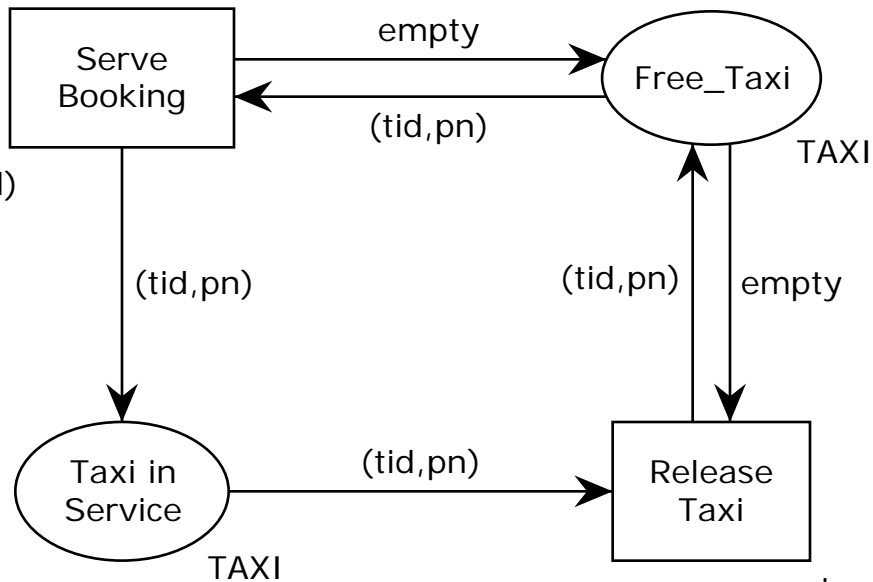 empty
Serve
Booking
Free_Taxi
(tid,pn)
TAXI
)
(tid,pn)
(tid,pn)
empty
Taxi in
Service
(tid,pn)
Release
Taxi
TAXI